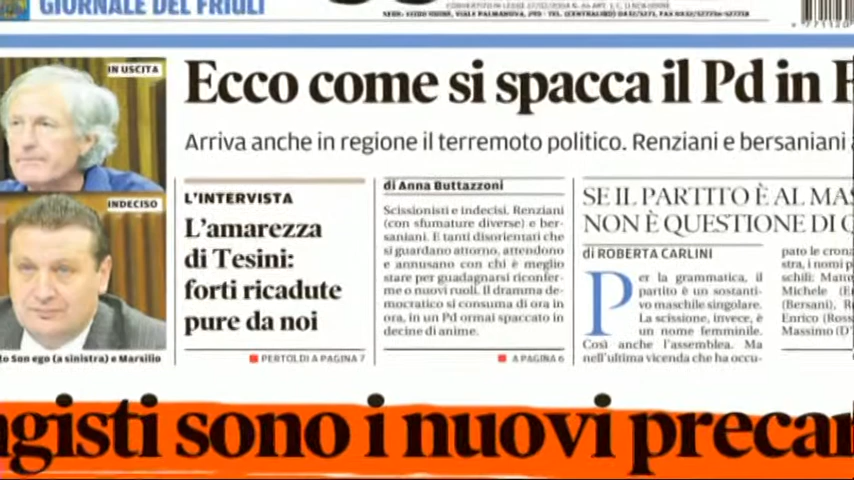 GIORNALE DEL FRIULI
IN USCITA
INDECISO
Son ego (a sinistra) e Marsilio
Ecco come si spacca il Pd in
Arriva anche in regione il terremoto politico. Renziani e bersaniani
L'INTERVISTA
L'amarezza
di Tesini:
forti ricadute
pure da noi
PERTOLDI A PAGINA 7
di Anna Buttazzoni
Scissionisti e indecisi. Renziani
(con sfumature diverse) e ber-
saniani. E tanti disorientati che
si guardano attorno, attendono
e annusano con chi è meglio
stare per guadagnarsi riconfer-
me o nuovi ruoli. Il dramma de-
mocratico si consuma di ora in
ora, in un Pd ormai spaccato in
decine di anime.
A PAGINA 6
SE IL PARTITO È AL MAS
NON È QUESTIONE DI
di ROBERTA CARLINI
Per la grammatica, il
partito è un sostanti-
vo maschile singolare.
La scissione, invece, è
un nome femminile.
Così anche l'assemblea. Ma
nell'ultima vicenda che ha occu-
pato le crona
stra, i nomi p
schili: Matte
Michele (E
(Bersani), R
Enrico (Ross
Massimo (D'
gisti sono i nuovi precar